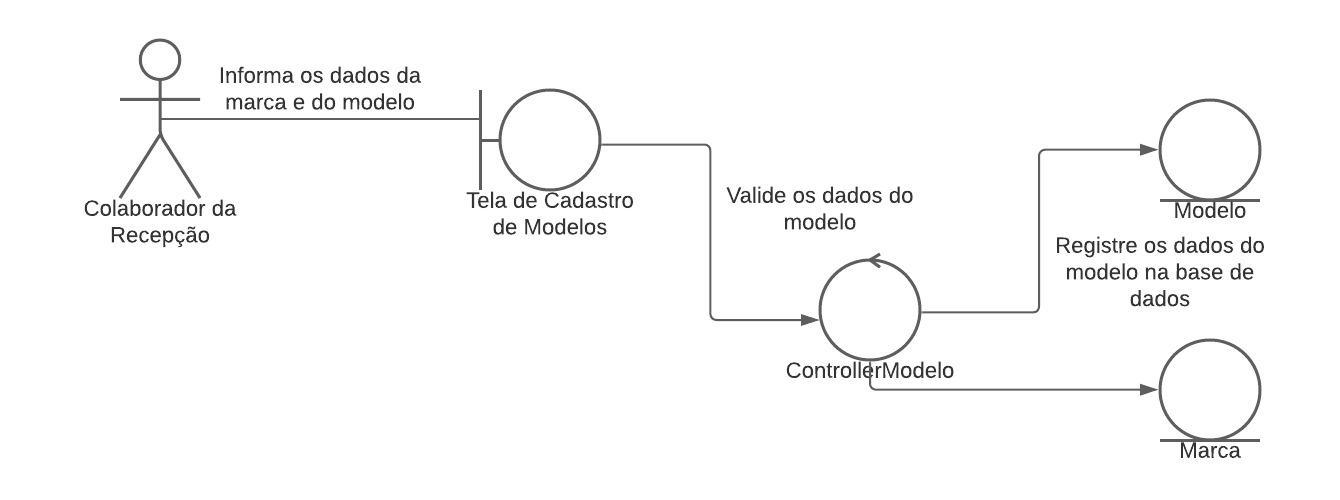 Informa os dados da
marca e do modelo
Colaborador da
Recepção
Tela de Cadastro
de Modelos
Valide os dados do
modelo
ControllerModelo
Modelo
Registre os dados do
modelo na base de
dados
Marca